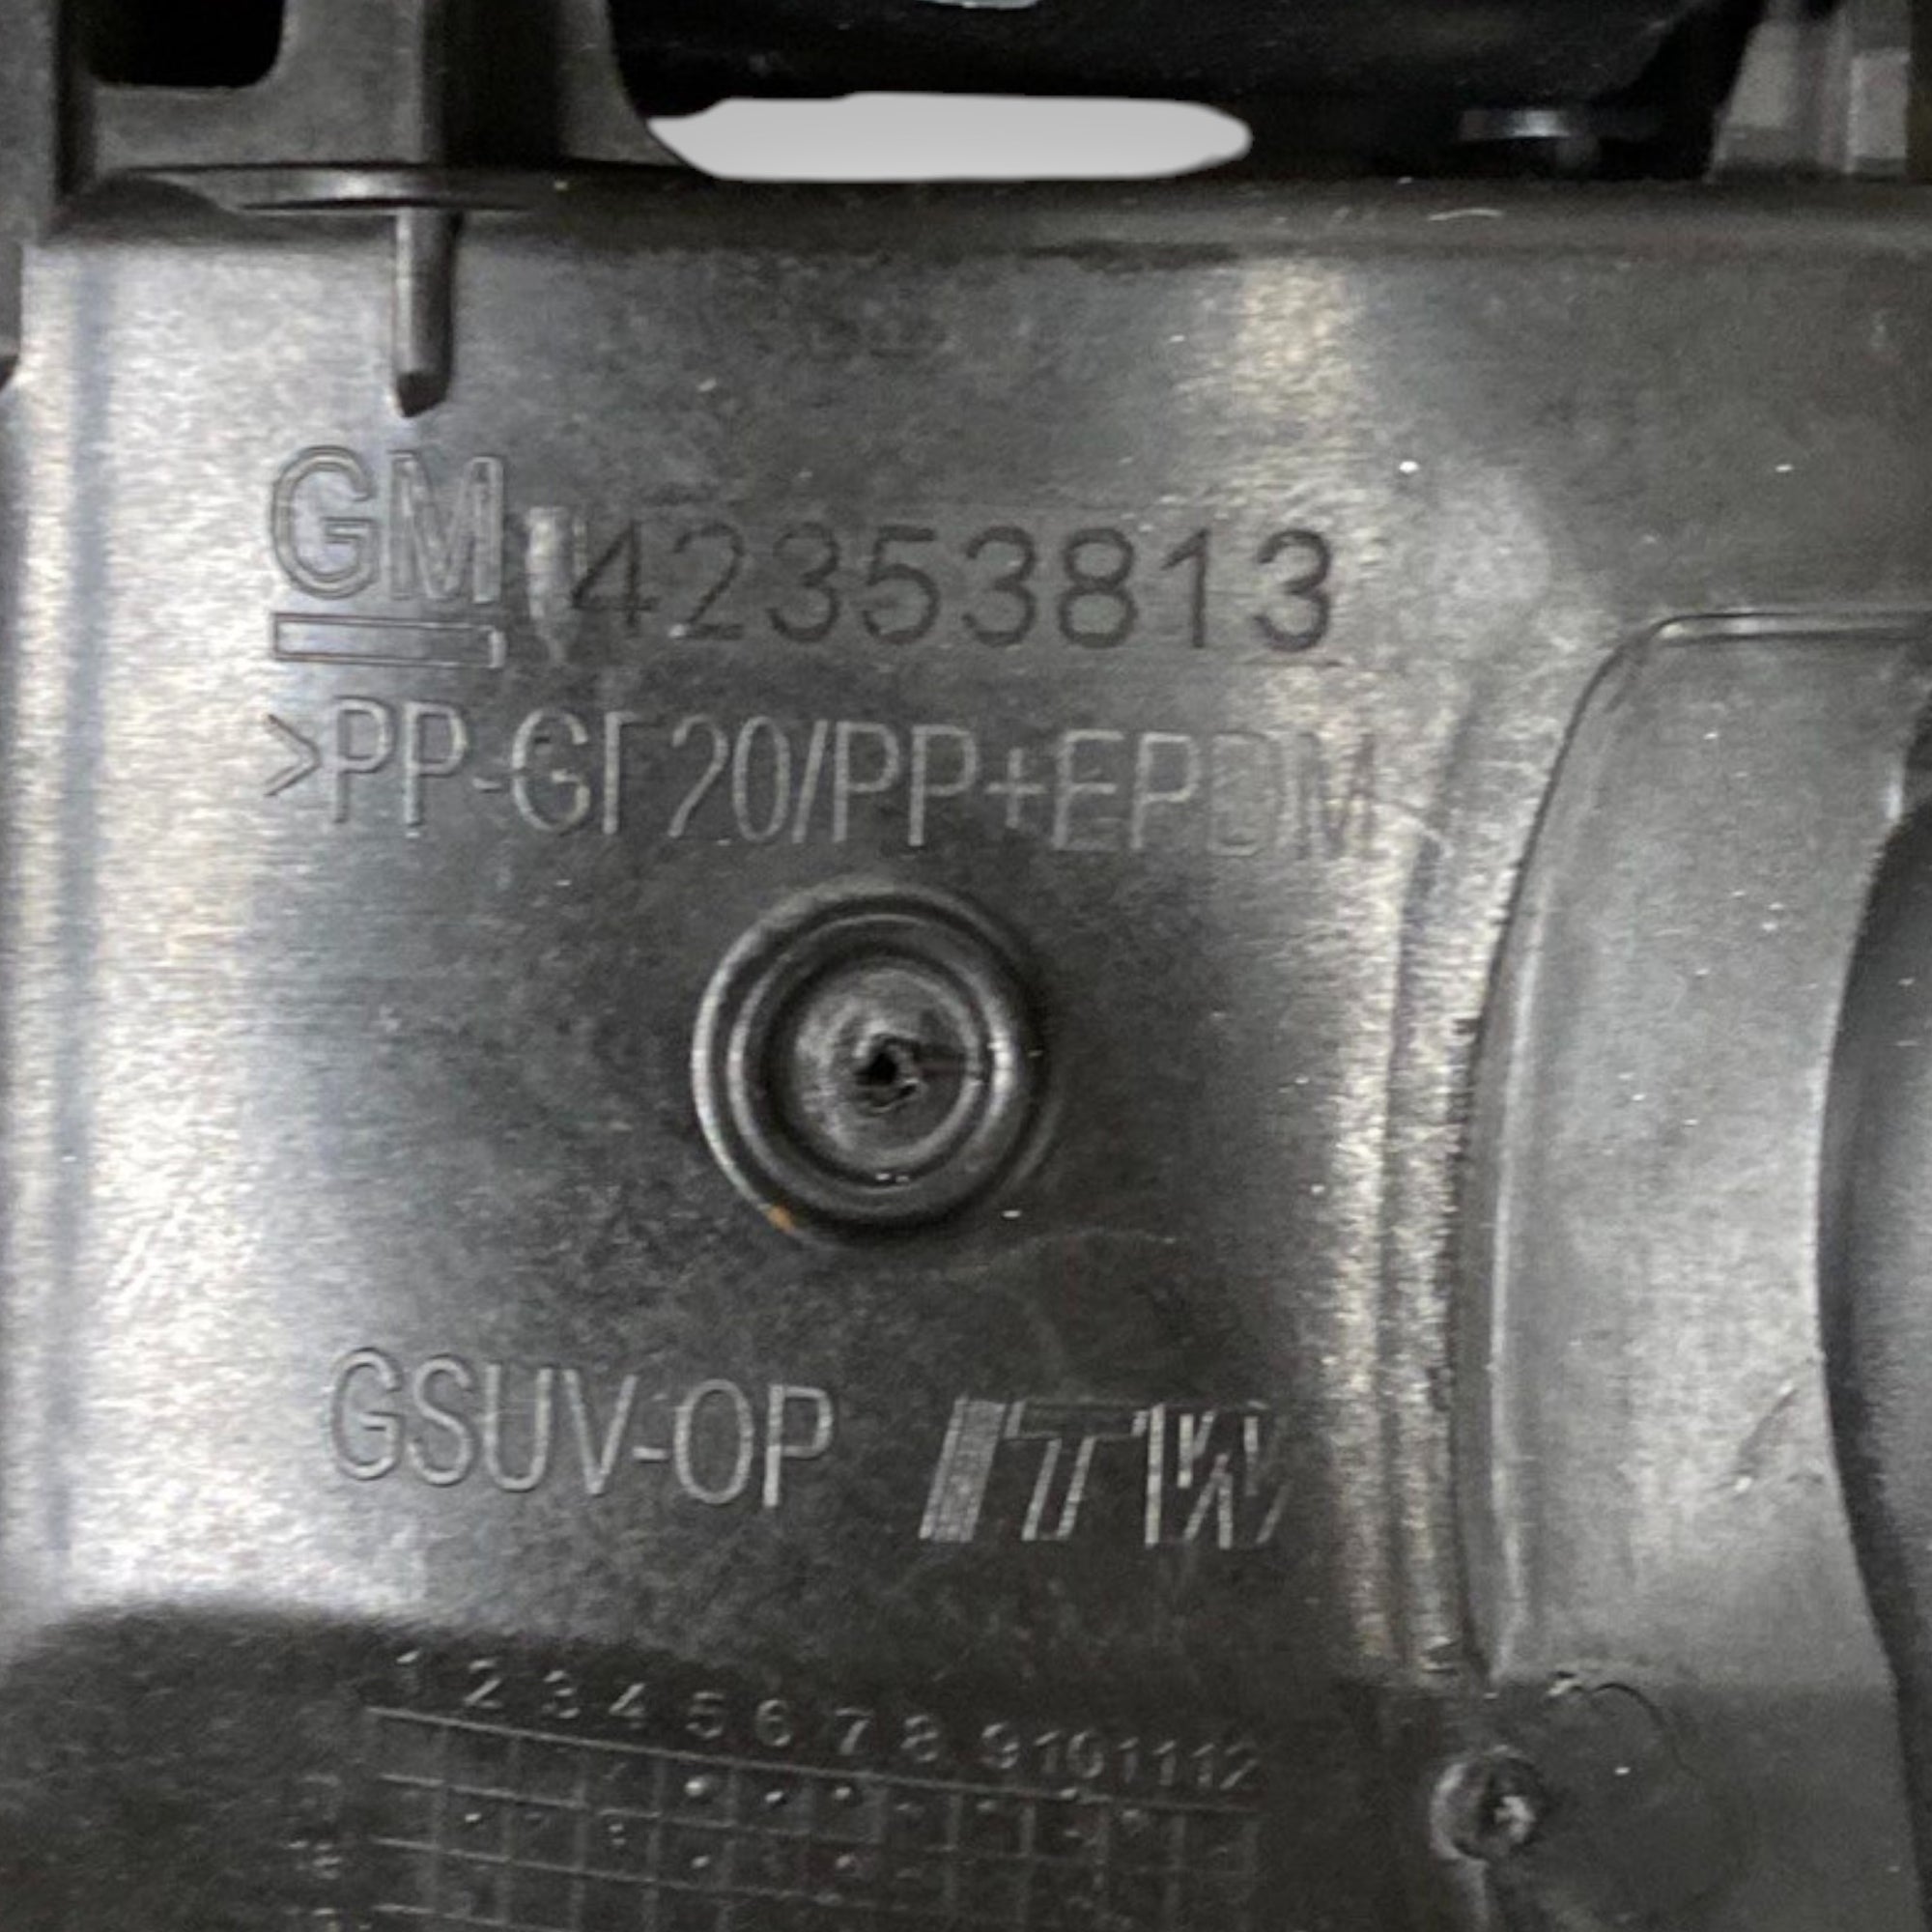 GM 42353813
>PP-GF20/PP+EPDM
GSUV-OP ITW
1 2 3 4 5 6 7 8 9 10 11 12